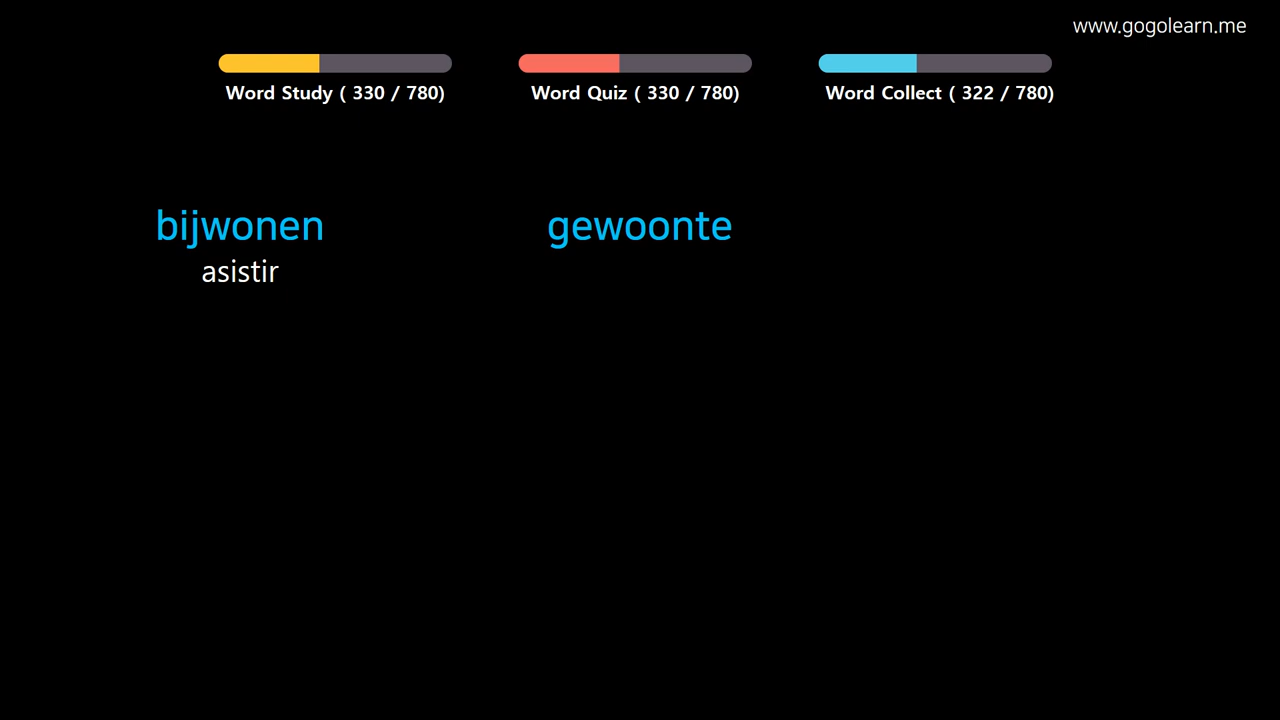 www.gogolearn.me
Word Study ( 330 / 780)
Word Quiz ( 330 / 780)
Word Collect ( 322 / 780)
bijwonen
asistir
gewoonte